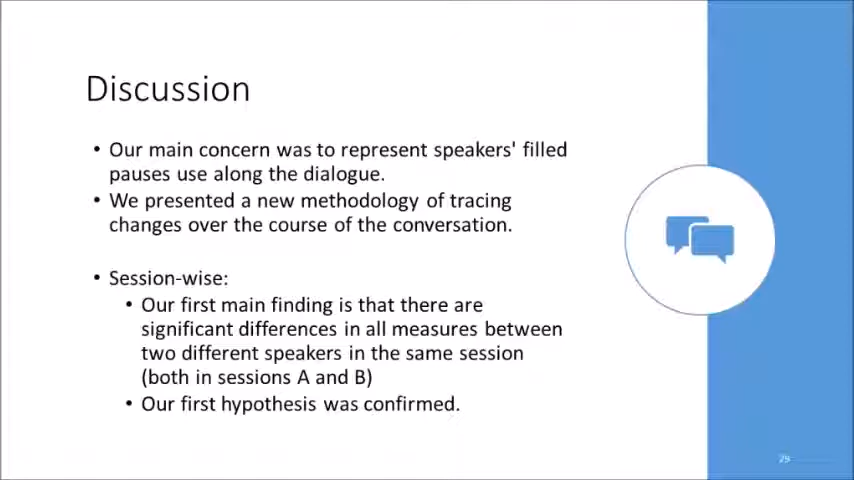 Discussion
• Our main concern was to represent speakers' filled
pauses use along the dialogue.
• We presented a new methodology of tracing
changes over the course of the conversation.
• Session-wise:
• Our first main finding is that there are
significant differences in all measures between
two different speakers in the same session
(both in sessions A and B)
• Our first hypothesis was confirmed.